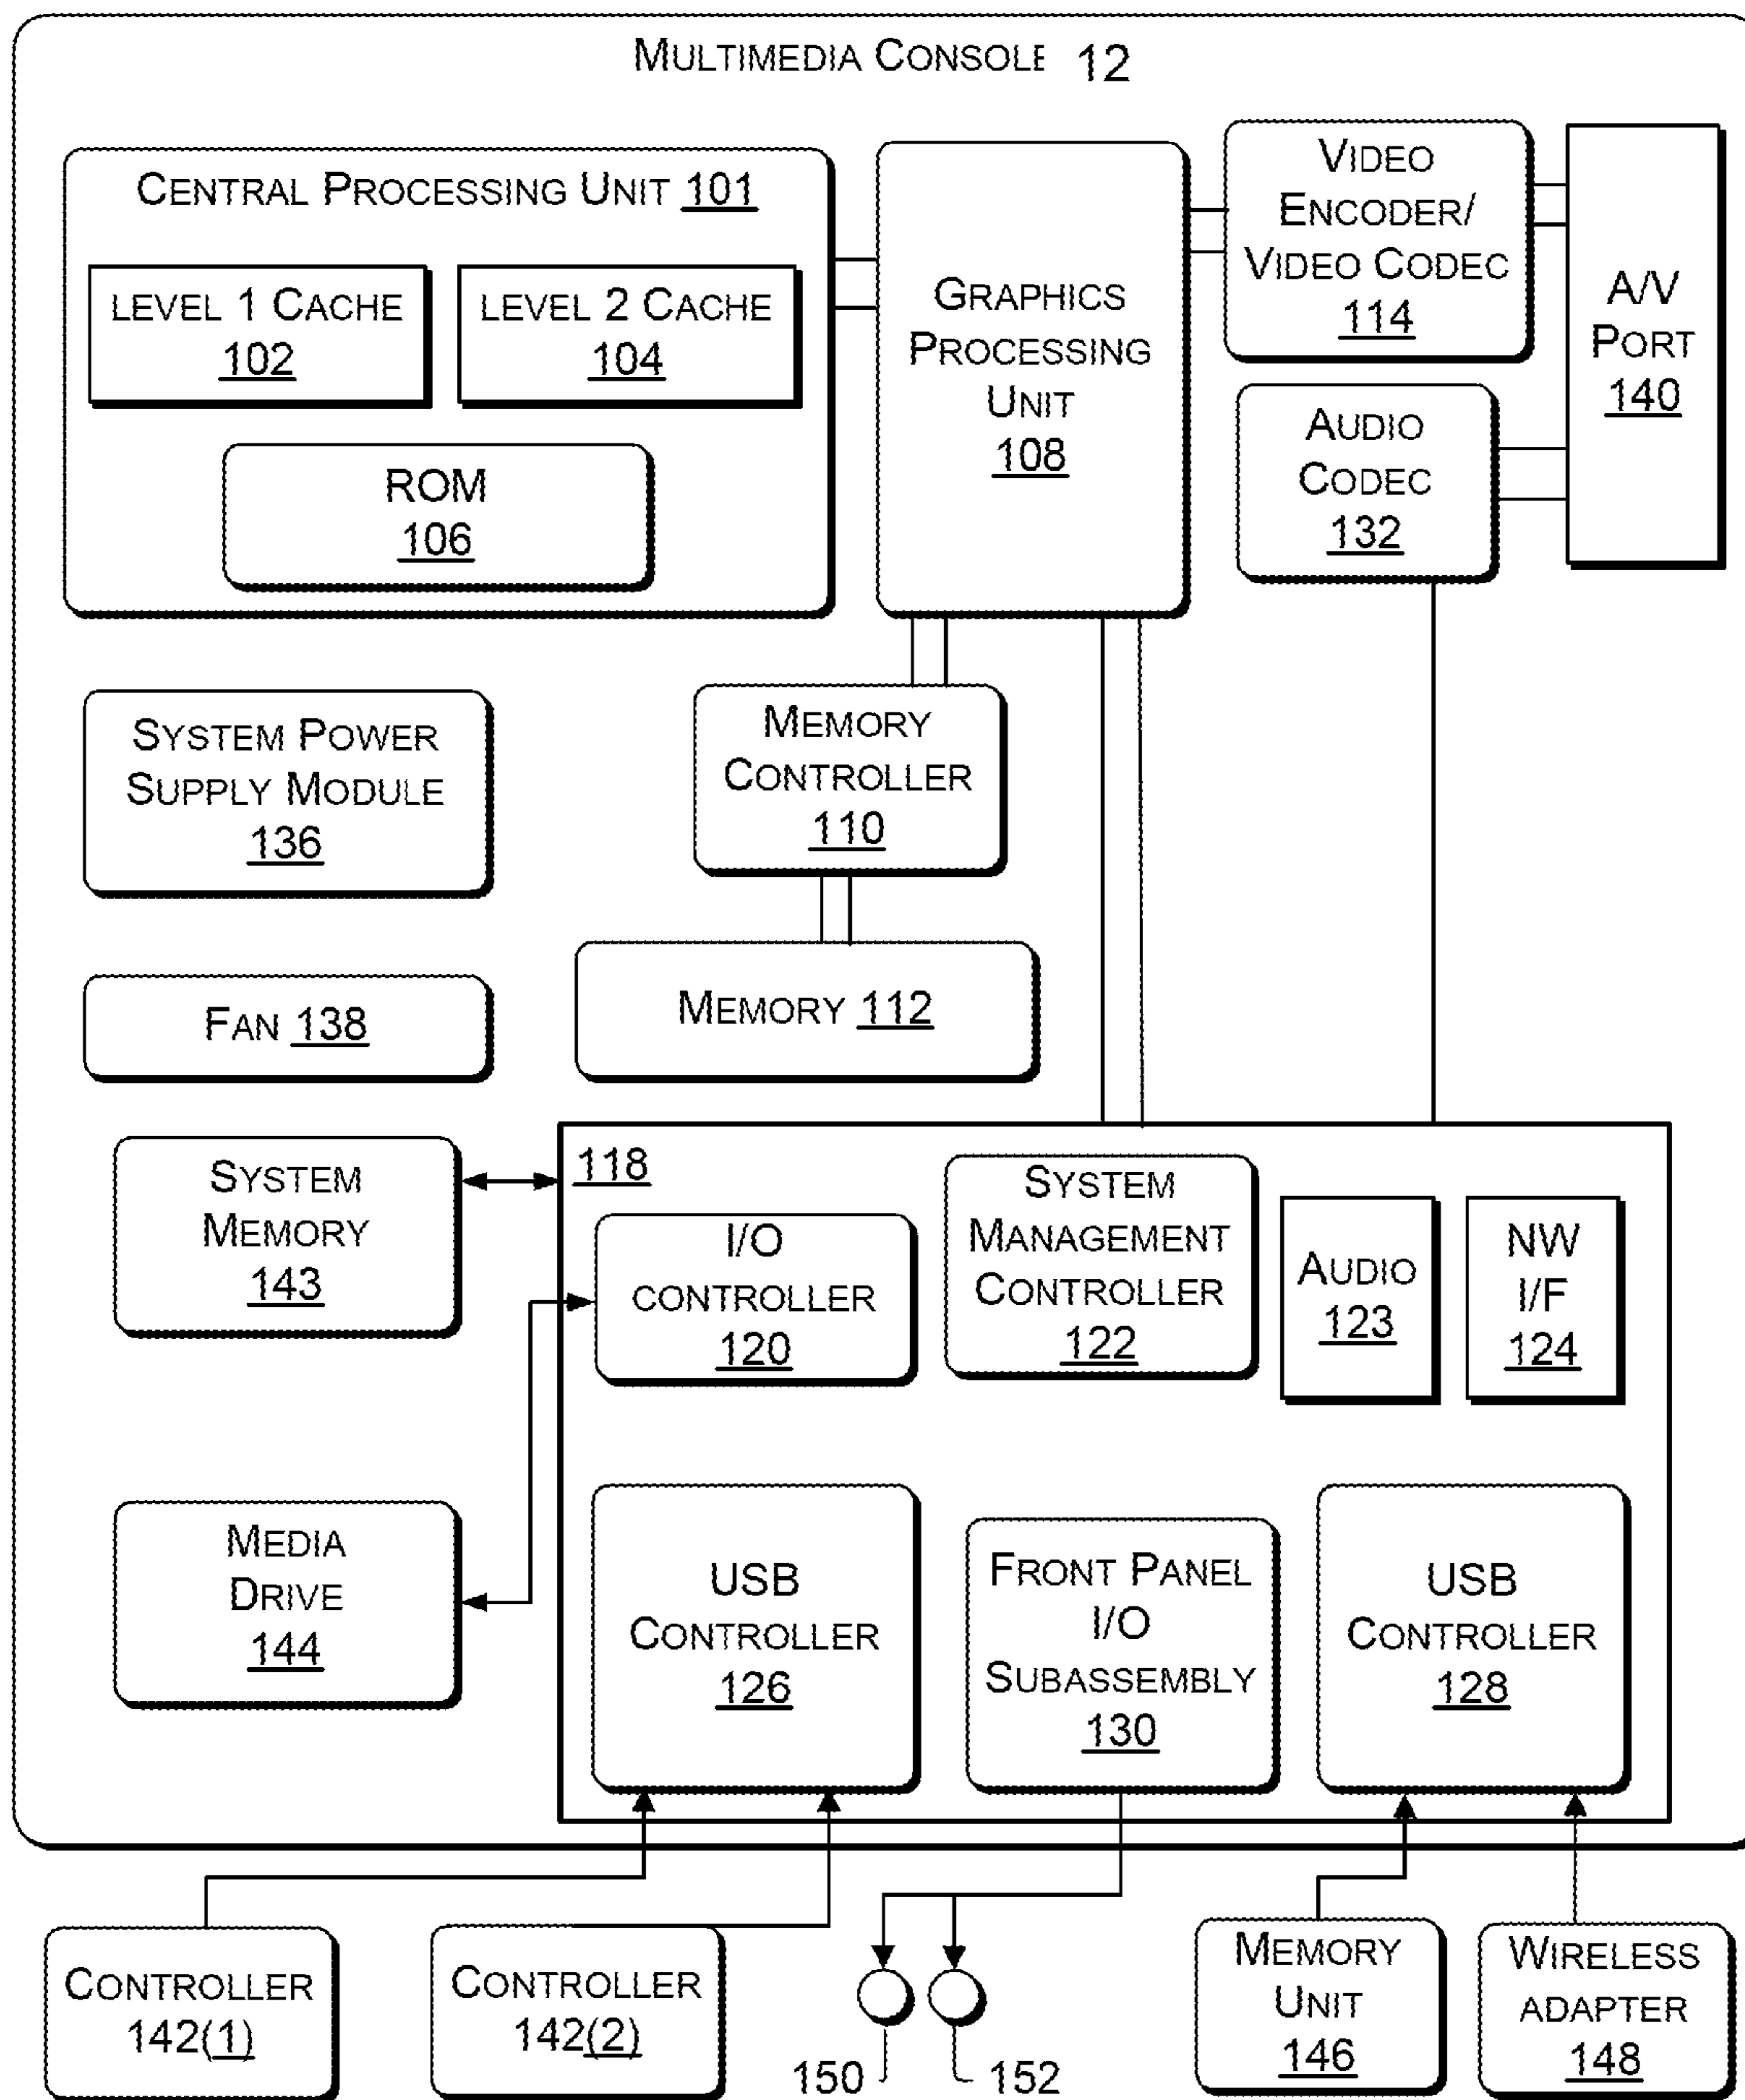 MULTIMEDIA CONSOLE 12
CENTRAL PROCESSING UNIT 101
LEVEL 1 CACHE
102
LEVEL 2 CACHE
104
ROM
106
GRAPHICS
PROCESSING
UNIT
108
VIDEO
ENCODER/
VIDEO CODEC
114
A/V
PORT
140
AUDIO
CODEC
132
SYSTEM POWER
SUPPLY MODULE
136
MEMORY
CONTROLLER
110
FAN 138
MEMORY 112
SYSTEM
MEMORY
143
118
I/O
CONTROLLER
120
SYSTEM
MANAGEMENT
CONTROLLER
122
AUDIO
123
NW
I/F
124
MEDIA
DRIVE
144
USB
CONTROLLER
126
FRONT PANEL
I/O
SUBASSEMBLY
130
USB
CONTROLLER
128
CONTROLLER
142(1)
CONTROLLER
142(2)
150
152
MEMORY
UNIT
146
WIRELESS
ADAPTER
148